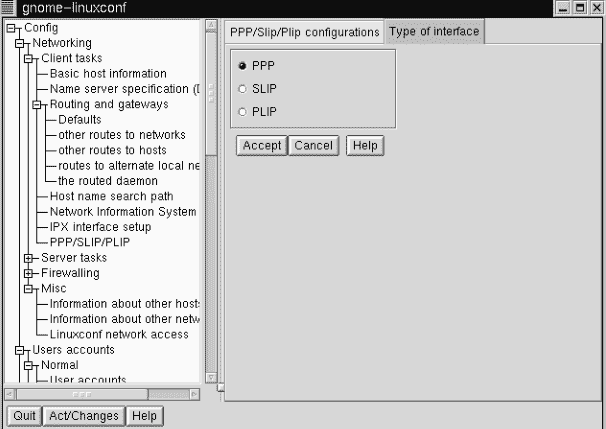 gnome-linuxconf
Config
Networking
Client tasks
Basic host information
Name server specification (
Routing and gateways
Defaults
other routes to networks
other routes to hosts
routes to alternate local ne
the routed daemon
Host name search path
Network Information System
IPX interface setup
PPP/SLIP/PLIP
Server tasks
Firewalling
Misc
Information about other host
Information about other netw
Linuxconf network access
Users accounts
Normal
User accounts
PPP/Slip/Plip configurations
Type of interface
PPP
SLIP
PLIP
Accept Cancel Help
Quit Act/Changes Help